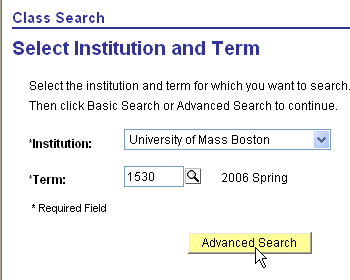 Class Search
Select Institution and Term
Select the institution and term for which you want to search.
Then click Basic Search or Advanced Search to continue.
*Institution: University of Mass Boston
*Term: 1530 2006 Spring
* Required Field
Advanced Search